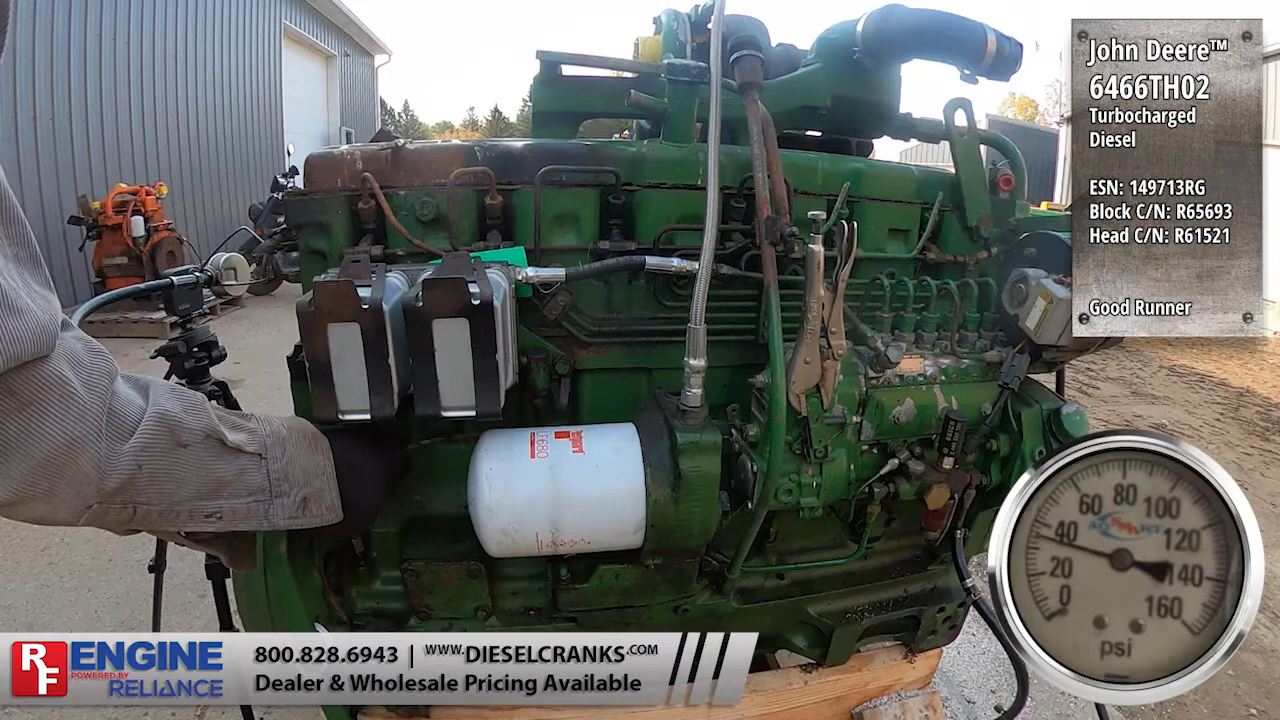 John Deere™
6466TH02
Turbocharged
Diesel
ESN: 149713RG
Block C/N: R65693
Head C/N: R61521
Good Runner
LF680
0 20 40 60 80 100 120 140 160
psi
RF ENGINE
POWERED BY
RELIANCE
800.828.6943 | www.DIESELCRANKS.COM
Dealer & Wholesale Pricing Available